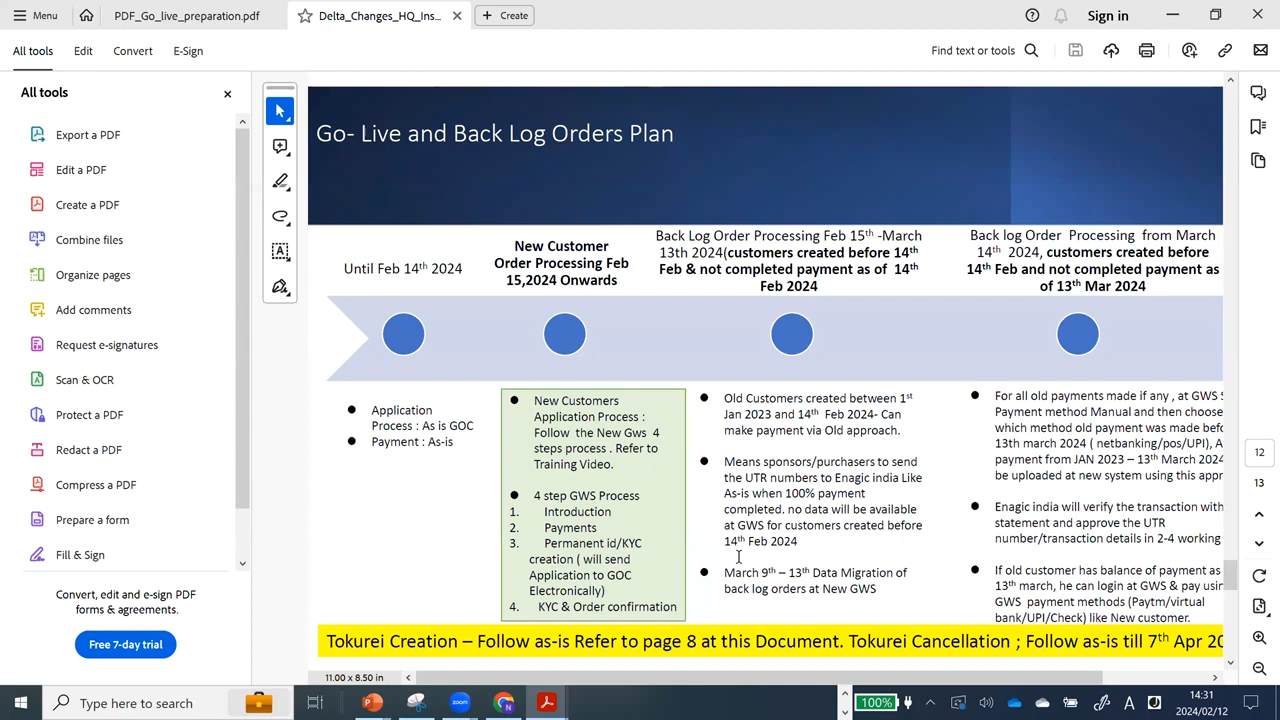 Menu
PDF_Go_live_preparation.pdf
Delta_Changes_HQ_Ins...
Create
Sign in
All tools
Edit
Convert
E-Sign
Find text or tools
All tools
Export a PDF
Edit a PDF
Create a PDF
Combine files
Organize pages
Add comments
Request e-signatures
Scan & OCR
Protect a PDF
Redact a PDF
Compress a PDF
Prepare a form
Fill & Sign
Convert, edit and e-sign PDF
forms & agreements.
Free 7-day trial
Go- Live and Back Log Orders Plan
Until Feb 14th 2024
New Customer
Order Processing Feb
15,2024 Onwards
Back Log Order Processing Feb 15th -March
13th 2024(customers created before 14th
Feb & not completed payment as of 14th
Feb 2024
Back log Order Processing from March
14th 2024, customers created before
14th Feb and not completed payment as
of 13th Mar 2024
Application
Process : As is GOC
Payment : As-is
New Customers
Application Process :
Follow the New Gws 4
steps process . Refer to
Training Video.
4 step GWS Process
1. Introduction
2. Payments
3. Permanent id/KYC
creation ( will send
Application to GOC
Electronically)
4. KYC & Order confirmation
Old Customers created between 1st
Jan 2023 and 14th Feb 2024- Can
make payment via Old approach.
Means sponsors/purchasers to send
the UTR numbers to Enagic india Like
As-is when 100% payment
completed. no data will be available
at GWS for customers created before
14th Feb 2024
March 9th – 13th Data Migration of
back log orders at New GWS
For all old payments made if any , at GWS S
Payment method Manual and then choose
which method old payment was made befo
13th march 2024 ( netbanking/pos/UPI), A
payment from JAN 2023 – 13th March 2024
be uploaded at new system using this appr
Enagic india will verify the transaction with
statement and approve the UTR
number/transaction details in 2-4 working
If old customer has balance of payment as
13th march, he can login at GWS & pay usin
GWS payment methods (Paytm/virtual
bank/UPI/Check) like New customer.
Tokurei Creation – Follow as-is Refer to page 8 at this Document. Tokurei Cancellation ; Follow as-is till 7th Apr 20
12
13
11.00 x 8.50 in
Type here to search
100%
A
14:31
2024/02/12